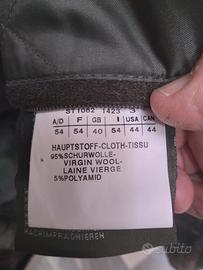 ST1062 1423 3
A/D F GB I USA CAN
54 54 40 54 44 44
HAUPTSTOFF-CLOTH-TISSU
95%SCHURWOLLE-
VIRGIN WOOL-
LAINE VIERGE
5%POLYAMID
subito